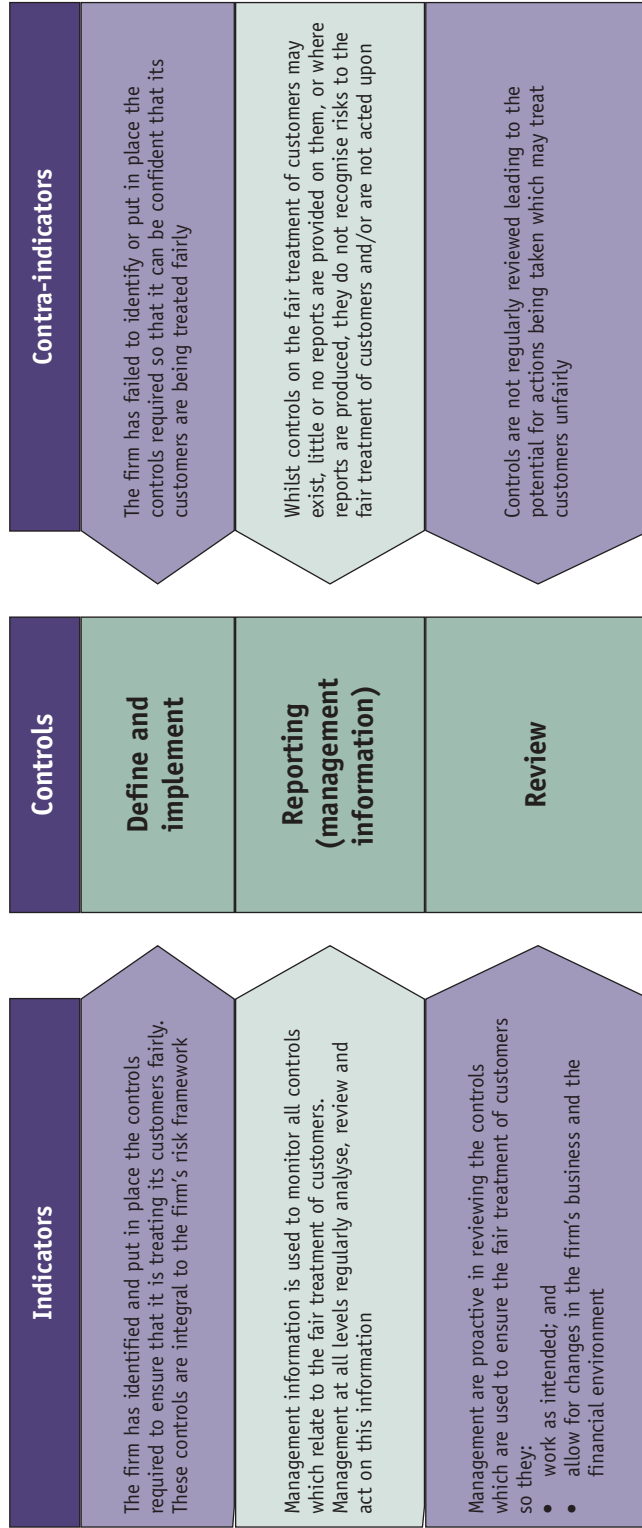 Indicators
Controls
Contra-indicators
The firm has identified and put in place the controls
required to ensure that it is treating its customers fairly.
These controls are integral to the firm's risk framework
Define and
implement
The firm has failed to identify or put in place the
controls required so that it can be confident that its
customers are being treated fairly
Management information is used to monitor all controls
which relate to the fair treatment of customers.
Management at all levels regularly analyse, review and
act on this information
Reporting
(management
information)
Whilst controls on the fair treatment of customers may
exist, little or no reports are provided on them, or where
reports are produced, they do not recognise risks to the
fair treatment of customers and/or are not acted upon
Management are proactive in reviewing the controls
which are used to ensure the fair treatment of customers
so they:
• work as intended; and
• allow for changes in the firm's business and the
financial environment
Review
Controls are not regularly reviewed leading to the
potential for actions being taken which may treat
customers unfairly